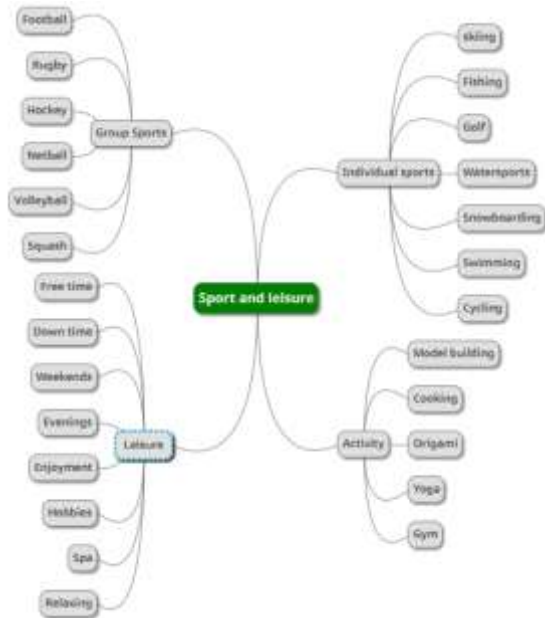 Football
Rugby
Hockey
Netball
Volleyball
Squash
Group Sports
Free time
Down time
Weekends
Evenings
Enjoyment
Hobbies
Spa
Relaxing
Leisure
Sport and leisure
skiing
Fishing
Golf
Watersports
Snowboarding
Swimming
Cycling
Individual sports
Model building
Cooking
Origami
Yoga
Gym
Activity